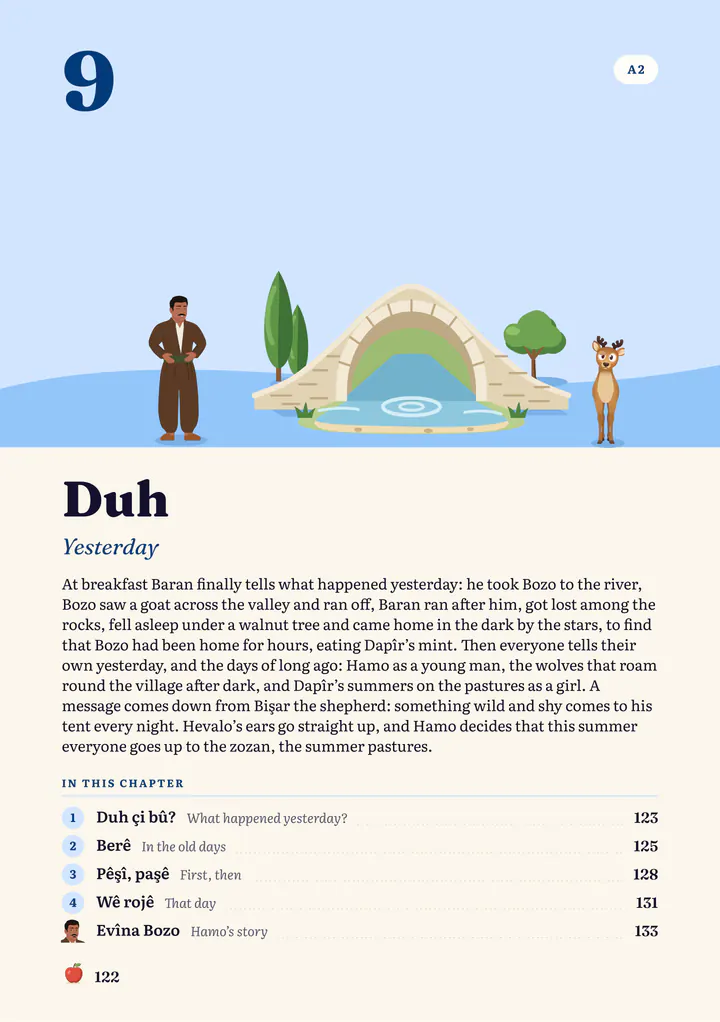 9
A2
Duh
Yesterday
At breakfast Baran finally tells what happened yesterday: he took Bozo to the river,
Bozo saw a goat across the valley and ran off, Baran ran after him, got lost among the
rocks, fell asleep under a walnut tree and came home in the dark by the stars, to find
that Bozo had been home for hours, eating Dapîr’s mint. Then everyone tells their
own yesterday, and the days of long ago: Hamo as a young man, the wolves that roam
round the village after dark, and Dapîr’s summers on the pastures as a girl. A
message comes down from Bişar the shepherd: something wild and shy comes to his
tent every night. Hevalo’s ears go straight up, and Hamo decides that this summer
everyone goes up to the zozan, the summer pastures.
IN THIS CHAPTER
1 Duh çi bû? What happened yesterday? 123
2 Berê In the old days 125
3 Pêşî, paşê First, then 128
4 Wê rojê That day 131
Evîna Bozo Hamo’s story 133
122